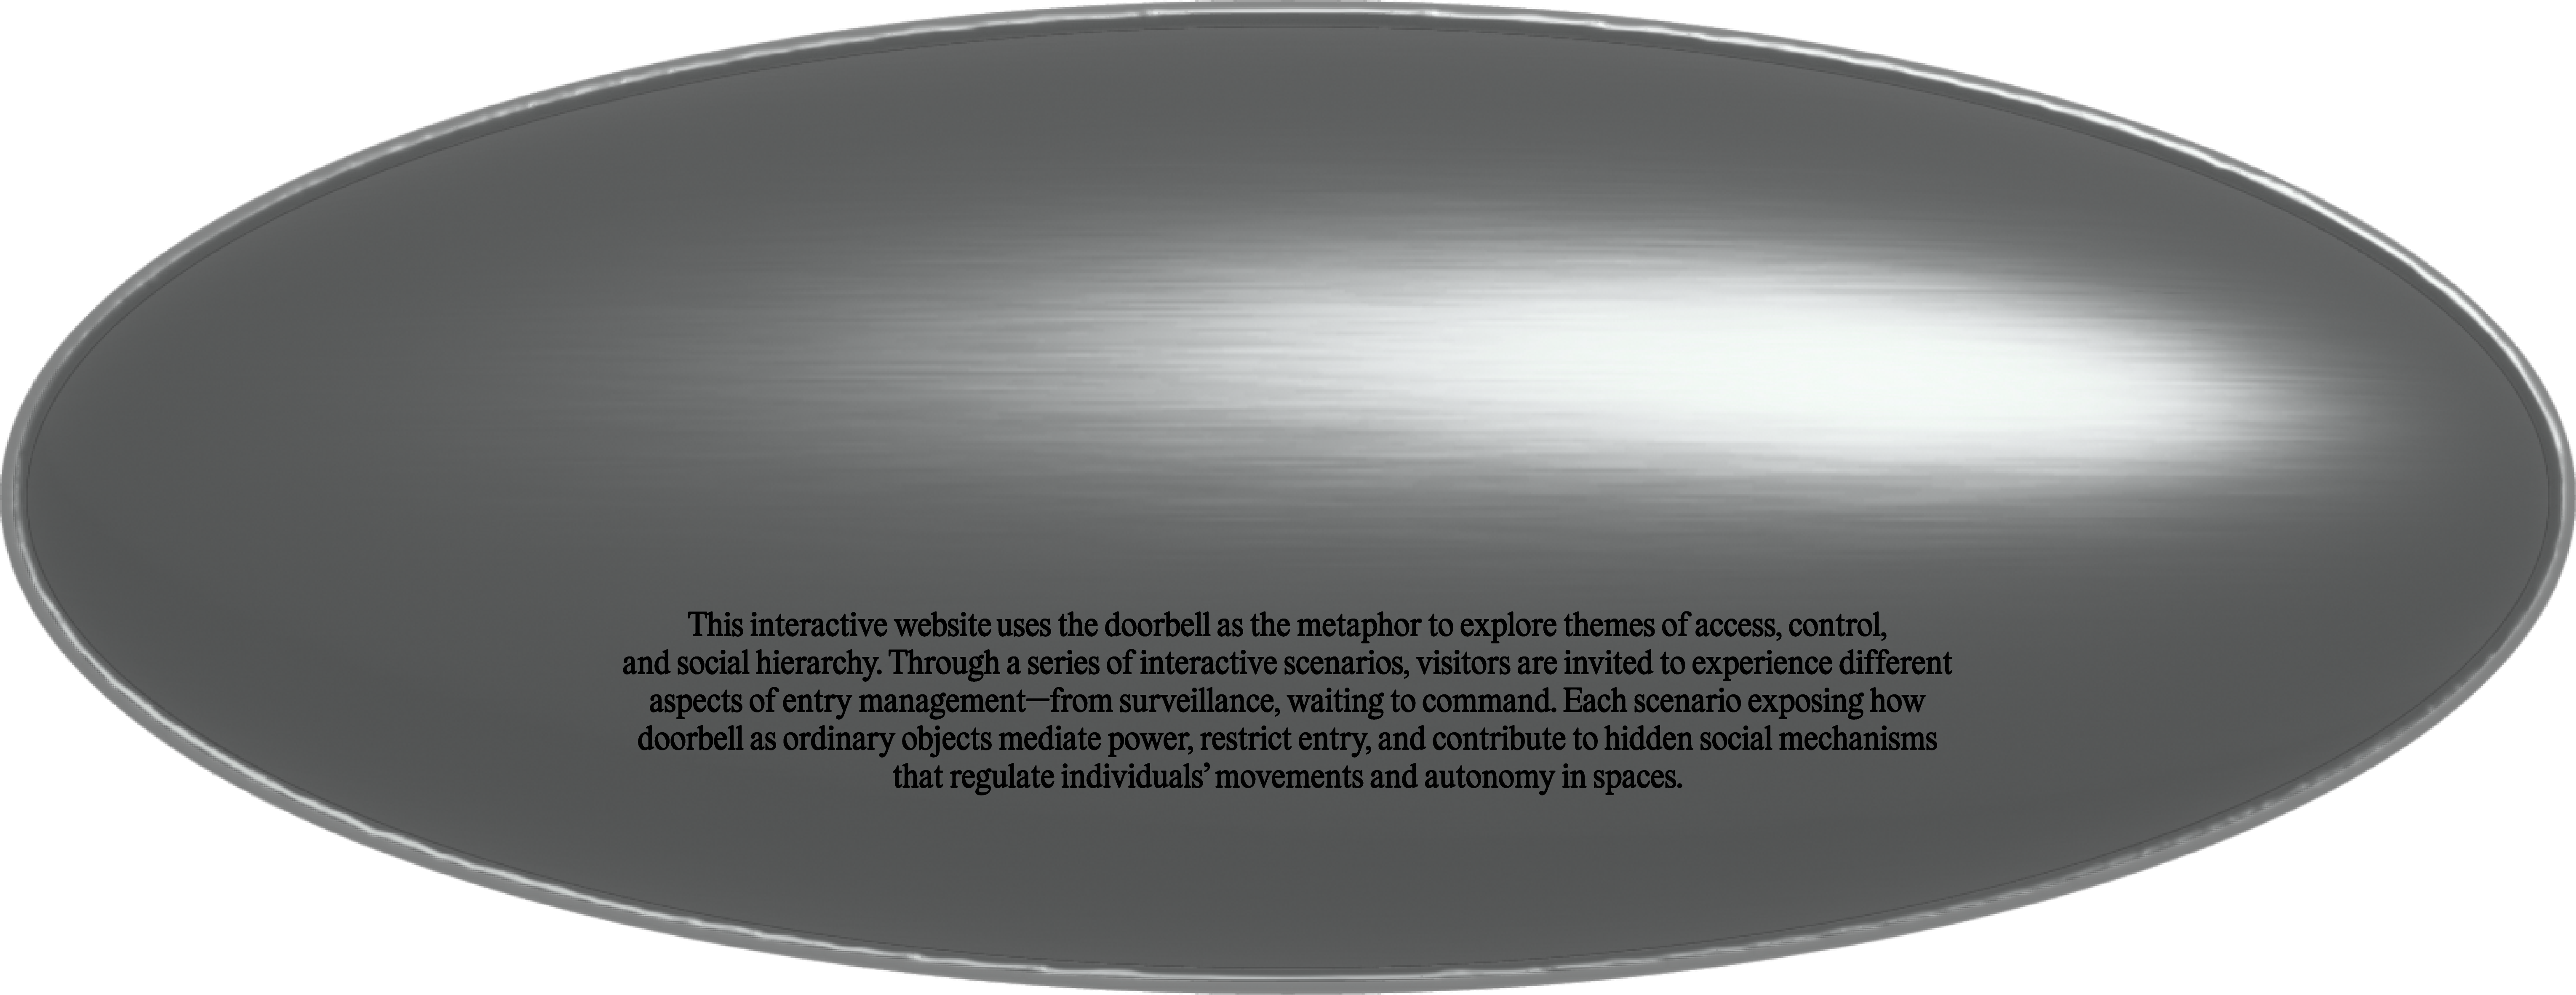 This interactive website uses the doorbell as the metaphor to explore themes of access, control,
and social hierarchy. Through a series of interactive scenarios, visitors are invited to experience different
aspects of entry management—from surveillance, waiting to command. Each scenario exposing how
doorbell as ordinary objects mediate power, restrict entry, and contribute to hidden social mechanisms
that regulate individuals’ movements and autonomy in spaces.